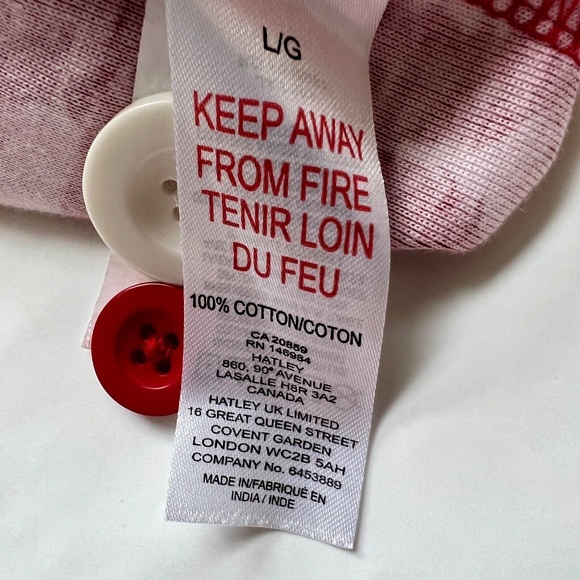 L/G
KEEP AWAY
FROM FIRE
TENIR LOIN
DU FEU
100% COTTON/COTON
CA 20859
RN 146984
HATLEY
860, 90ᵉ AVENUE
LASALLE H8R 3A2
CANADA
HATLEY UK LIMITED
16 GREAT QUEEN STREET
COVENT GARDEN
LONDON WC2B 5AH
COMPANY No. 6453889
MADE IN/FABRIQUÉ EN
INDIA / INDE